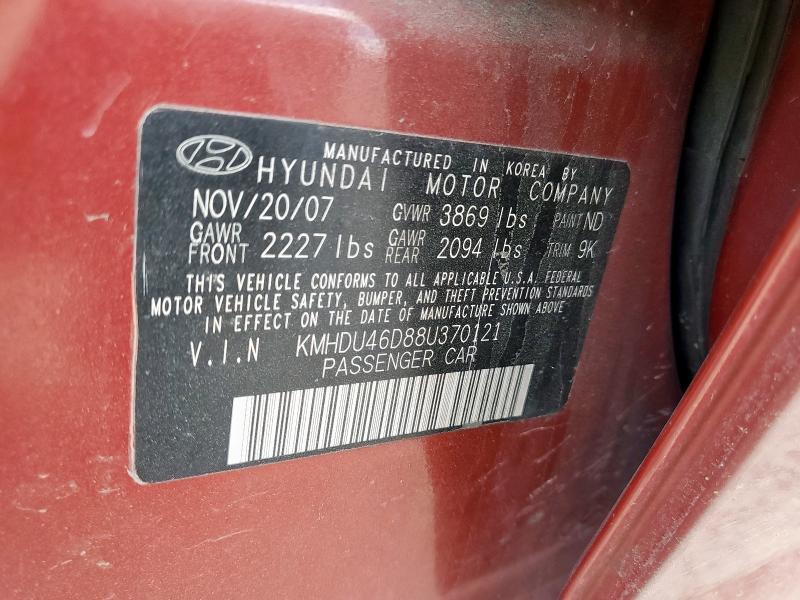 MANUFACTURED IN KOREA BY
HYUNDAI MOTOR COMPANY
NOV/20/07 GVWR 3869 lbs PAINT ND
GAWR FRONT 2227 lbs GAWR REAR 2094 lbs TRIM 9K
THIS VEHICLE CONFORMS TO ALL APPLICABLE U.S.A. FEDERAL
MOTOR VEHICLE SAFETY, BUMPER, AND THEFT PREVENTION STANDARDS
IN EFFECT ON THE DATE OF MANUFACTURE SHOWN ABOVE
V.I.N KMHDU46D88U370121
PASSENGER CAR